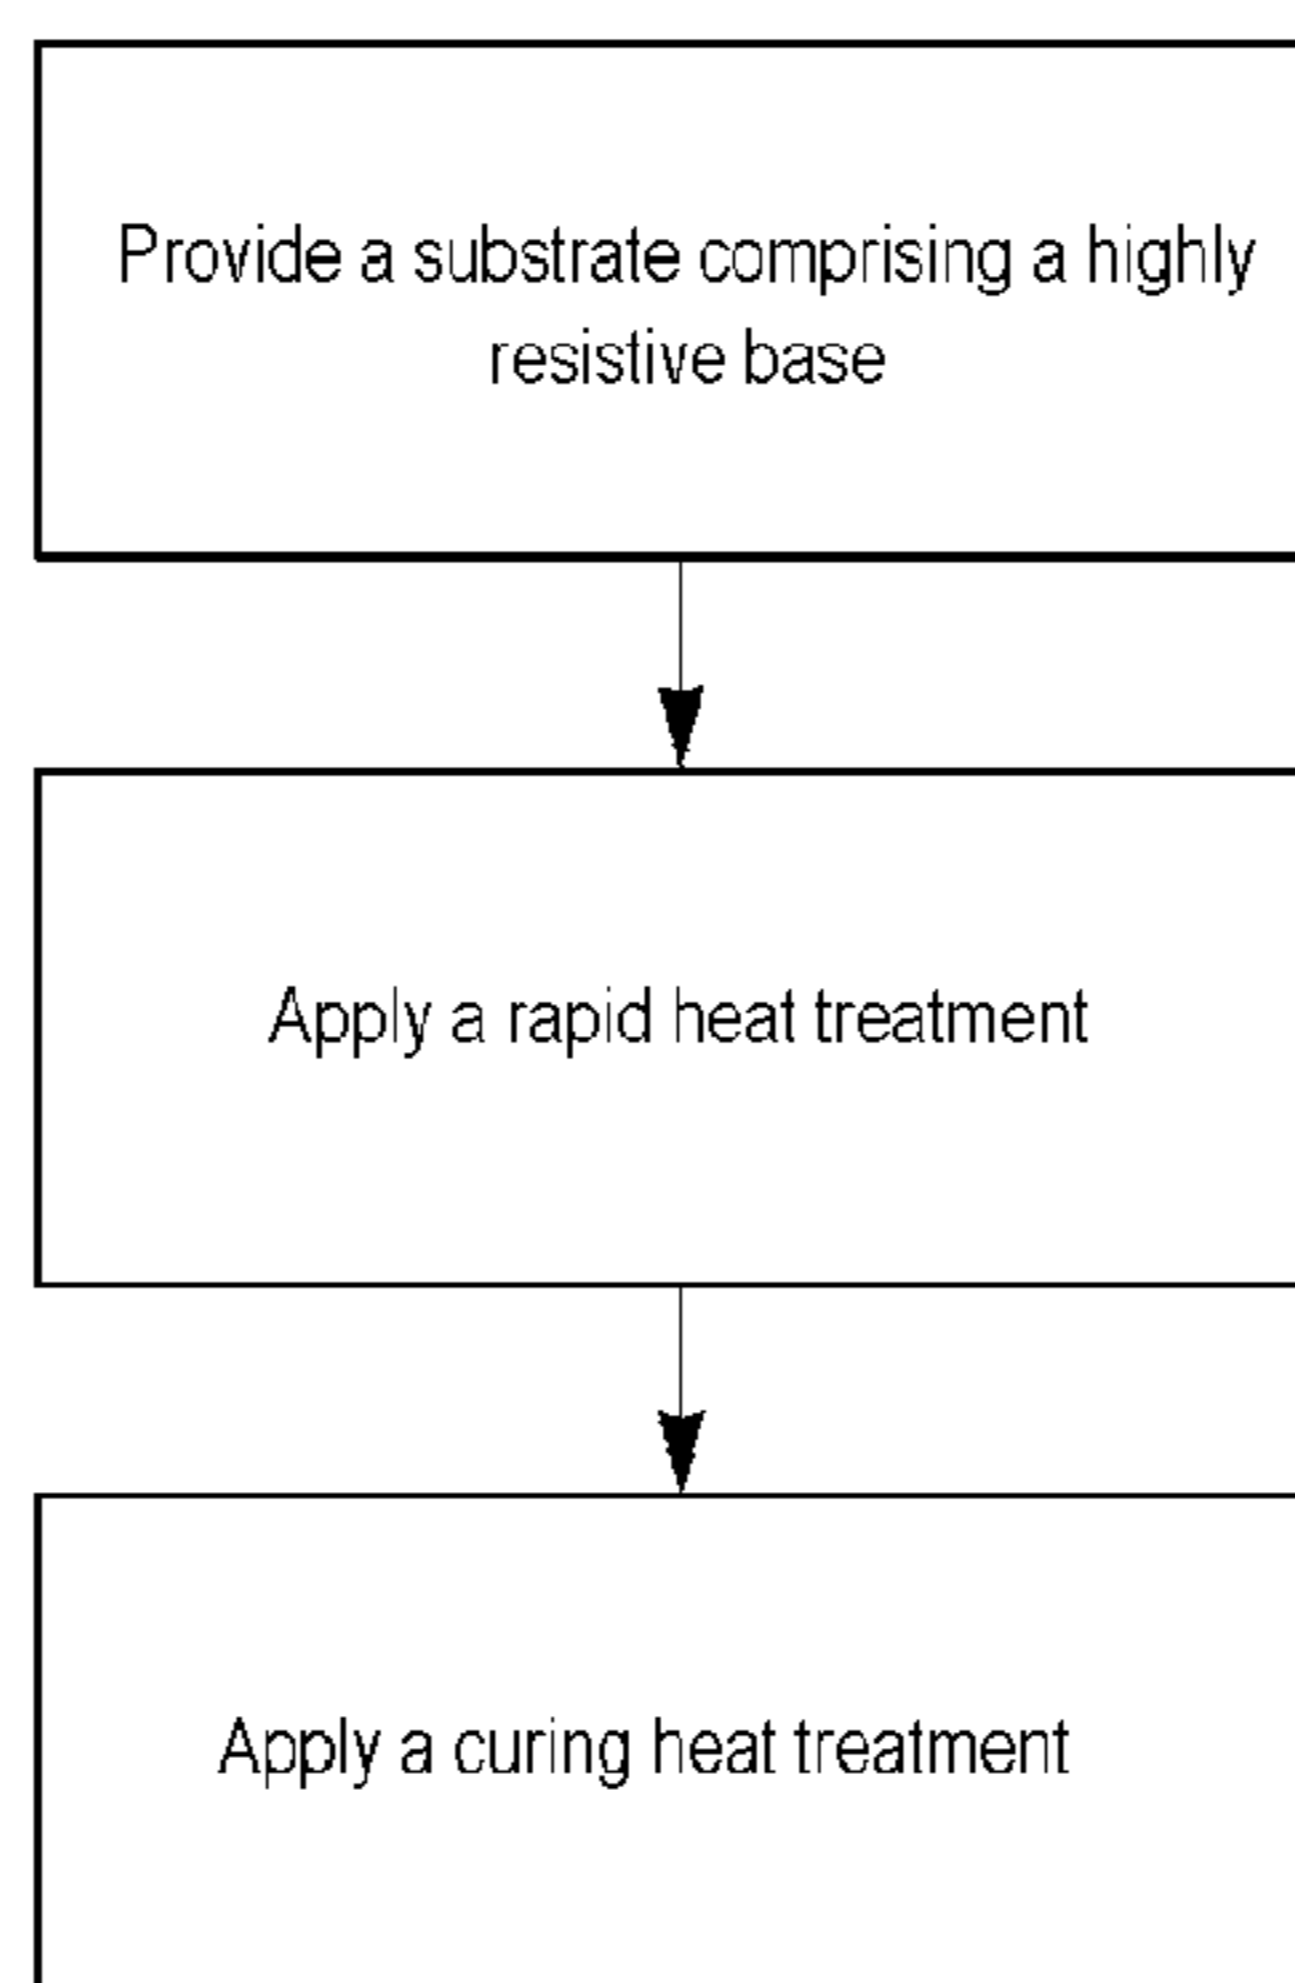 Provide a substrate comprising a highly
resistive base
Apply a rapid heat treatment
Apply a curing heat treatment